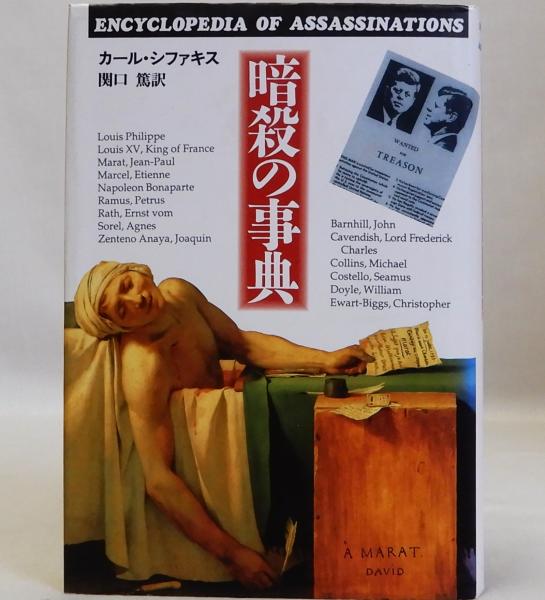 ENCYCLOPEDIA OF ASSASSINATIONS
カール・シファキス
関口 篤訳
暗殺の事典
WANTED
FOR
TREASON
Louis Philippe
Louis XV, King of France
Marat, Jean-Paul
Marcel, Etienne
Napoleon Bonaparte
Ramus, Petrus
Rath, Ernst vom
Sorel, Agnes
Zenteno Anaya, Joaquin
Barnhill, John
Cavendish, Lord Frederick
Charles
Collins, Michael
Costello, Seamus
Doyle, William
Ewart-Biggs, Christopher
À MARAT.
DAVID